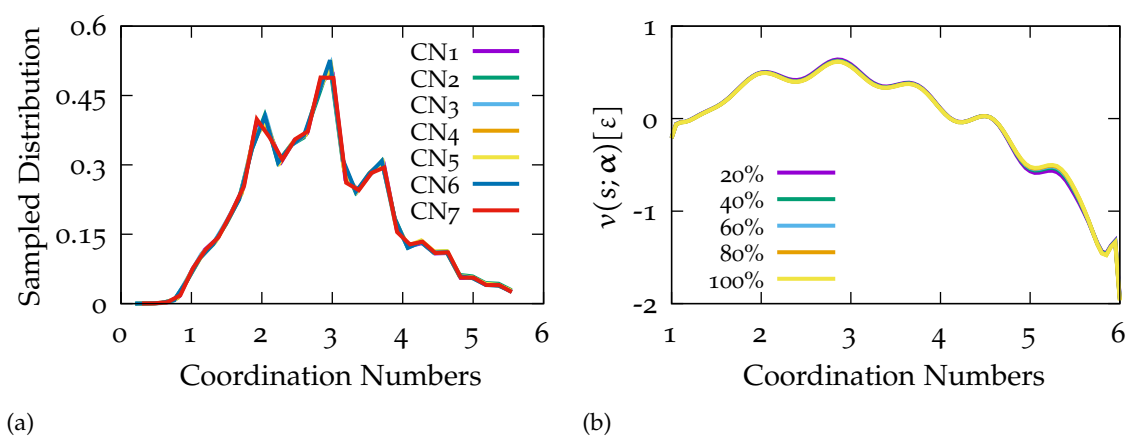 0.6
0.45
0.3
0.15
0
Sampled Distribution
CN1
CN2
CN3
CN4
CN5
CN6
CN7
0 1 2 3 4 5 6
Coordination Numbers
(a)
1
0
-1
-2
ν(s; α)[ε]
20%
40%
60%
80%
100%
1 2 3 4 5 6
Coordination Numbers
(b)